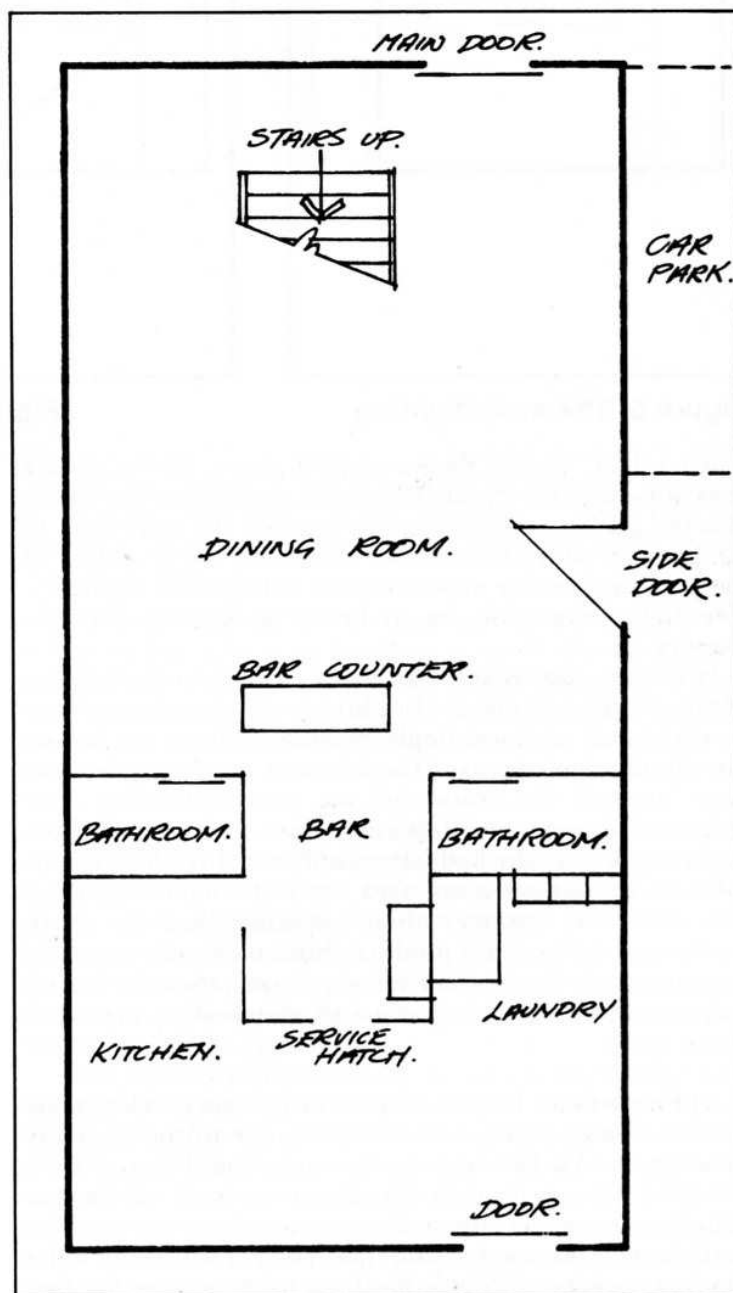 MAIN DOOR.
STAIRS UP.
CAR
PARK.
DINING ROOM.
SIDE
DOOR.
BAR COUNTER.
BATHROOM.
BAR
BATHROOM.
LAUNDRY
KITCHEN.
SERVICE
HATCH.
DOOR.